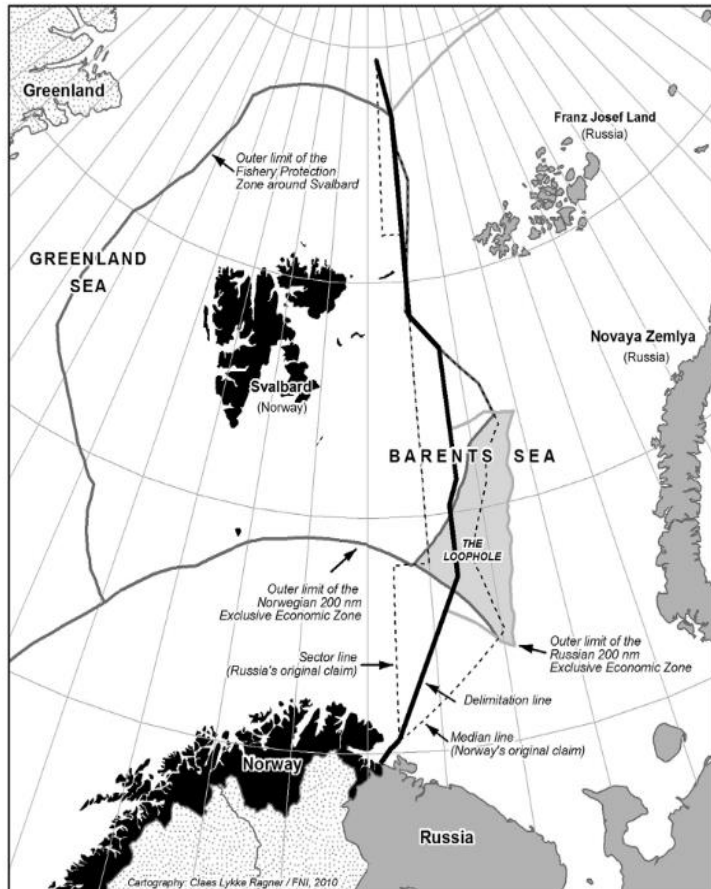 Greenland
Franz Josef Land
(Russia)
Outer limit of the
Fishery Protection
Zone around Svalbard
GREENLAND
SEA
Novaya Zemlya
(Russia)
Svalbard
(Norway)
BARENTS SEA
THE
LOOPHOLE
Outer limit of the
Norwegian 200 nm
Exclusive Economic Zone
Outer limit of the
Russian 200 nm
Exclusive Economic Zone
Sector line
(Russia's original claim)
Delimitation line
Median line
(Norway's original claim)
Norway
Russia
Cartography: Claes Lykke Ragner / FNI, 2010